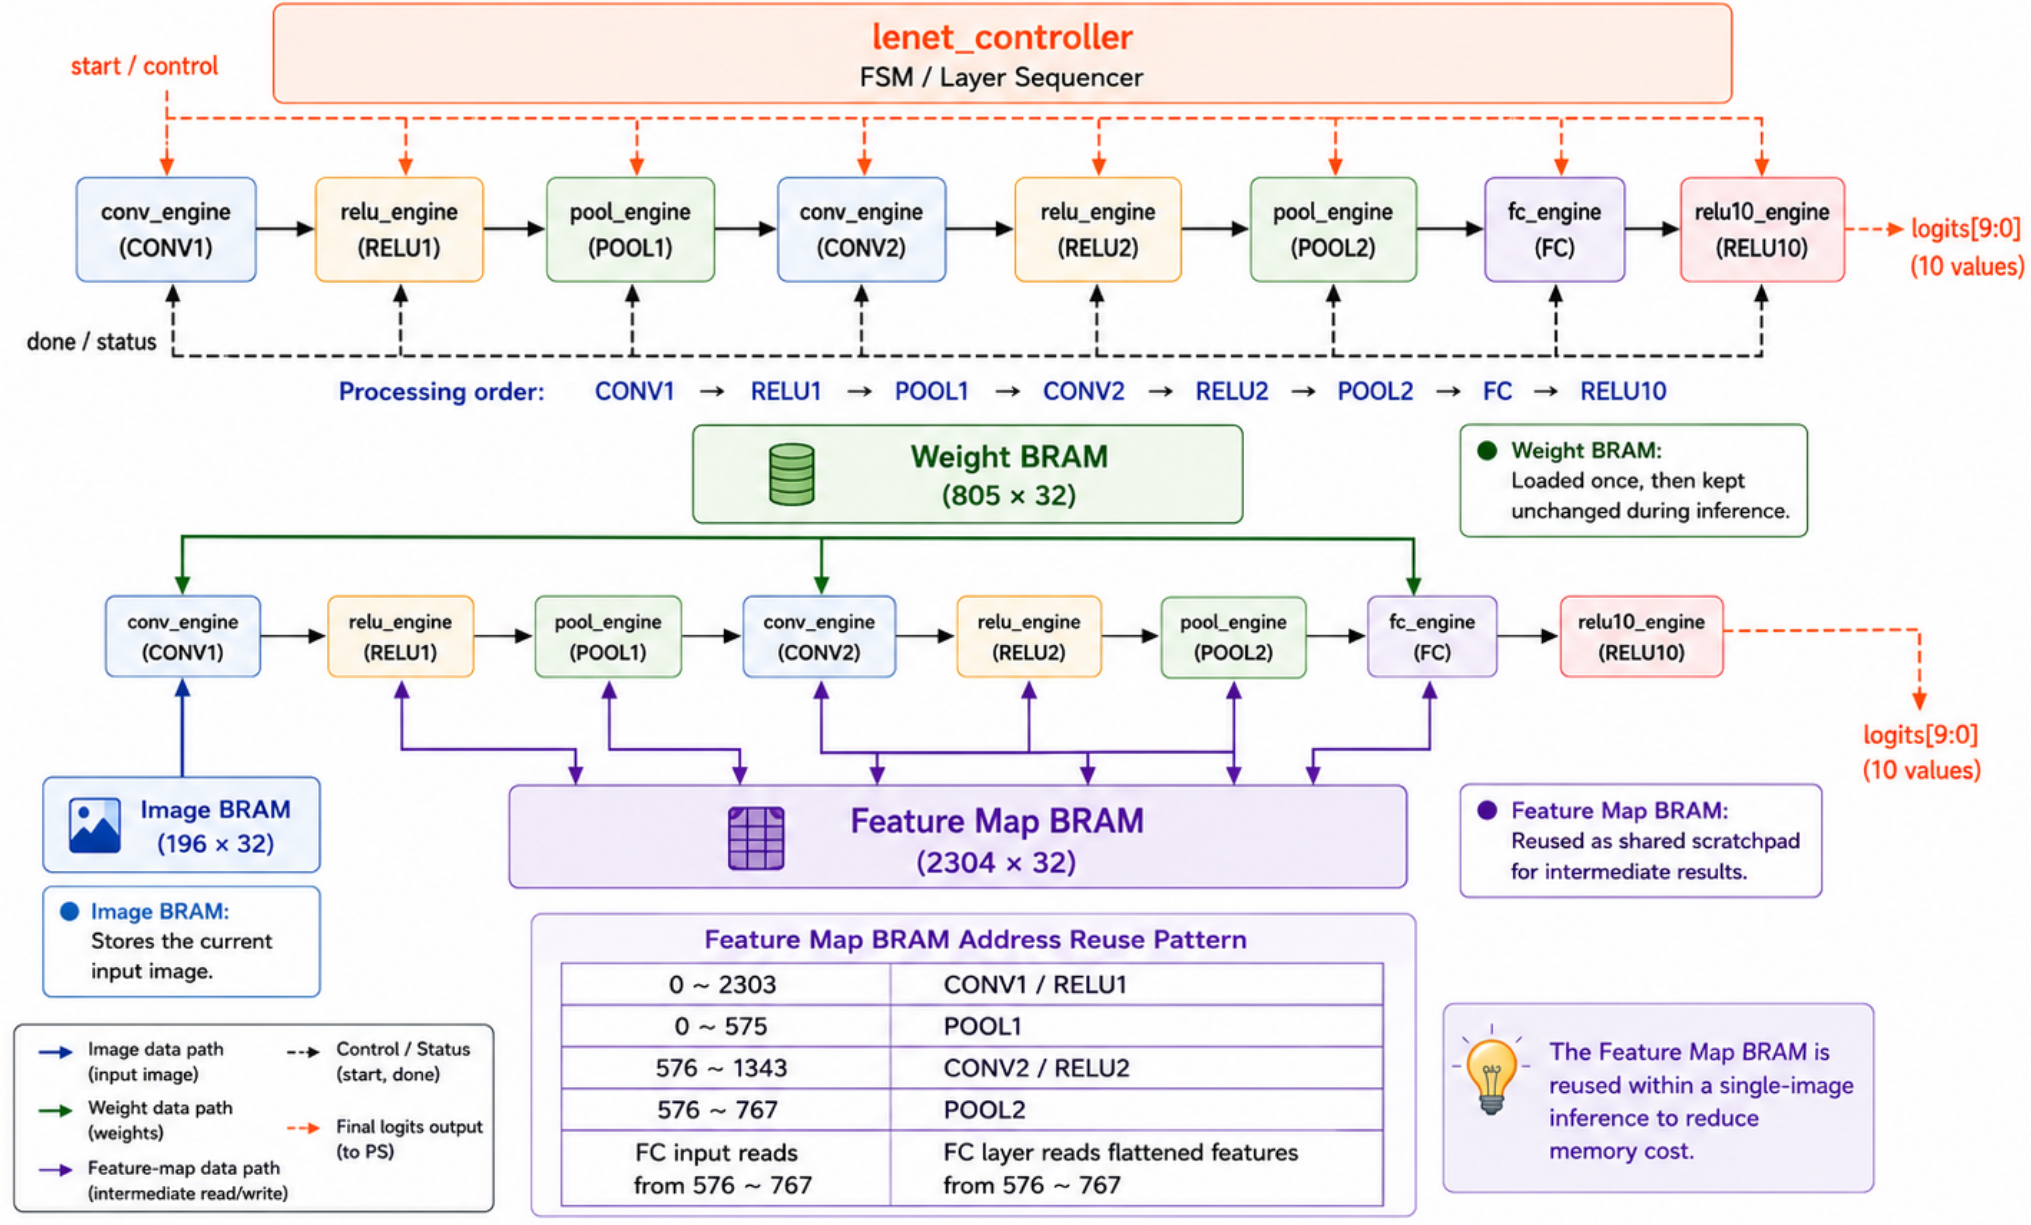 lenet_controller
FSM / Layer Sequencer
start / control
conv_engine
(CONV1)
relu_engine
(RELU1)
pool_engine
(POOL1)
conv_engine
(CONV2)
relu_engine
(RELU2)
pool_engine
(POOL2)
fc_engine
(FC)
relu10_engine
(RELU10)
logits[9:0]
(10 values)
done / status
Processing order: CONV1 → RELU1 → POOL1 → CONV2 → RELU2 → POOL2 → FC → RELU10
Weight BRAM
(805 × 32)
Weight BRAM:
Loaded once, then kept
unchanged during inference.
conv_engine
(CONV1)
relu_engine
(RELU1)
pool_engine
(POOL1)
conv_engine
(CONV2)
relu_engine
(RELU2)
pool_engine
(POOL2)
fc_engine
(FC)
relu10_engine
(RELU10)
logits[9:0]
(10 values)
Image BRAM
(196 × 32)
Feature Map BRAM
(2304 × 32)
Feature Map BRAM:
Reused as shared scratchpad
for intermediate results.
Image BRAM:
Stores the current
input image.
Feature Map BRAM Address Reuse Pattern
0 ~ 2303 CONV1 / RELU1
0 ~ 575 POOL1
576 ~ 1343 CONV2 / RELU2
576 ~ 767 POOL2
FC input reads
from 576 ~ 767
FC layer reads flattened features
from 576 ~ 767
Image data path
(input image)
Weight data path
(weights)
Feature-map data path
(intermediate read/write)
Control / Status
(start, done)
Final logits output
(to PS)
The Feature Map BRAM is
reused within a single-image
inference to reduce
memory cost.